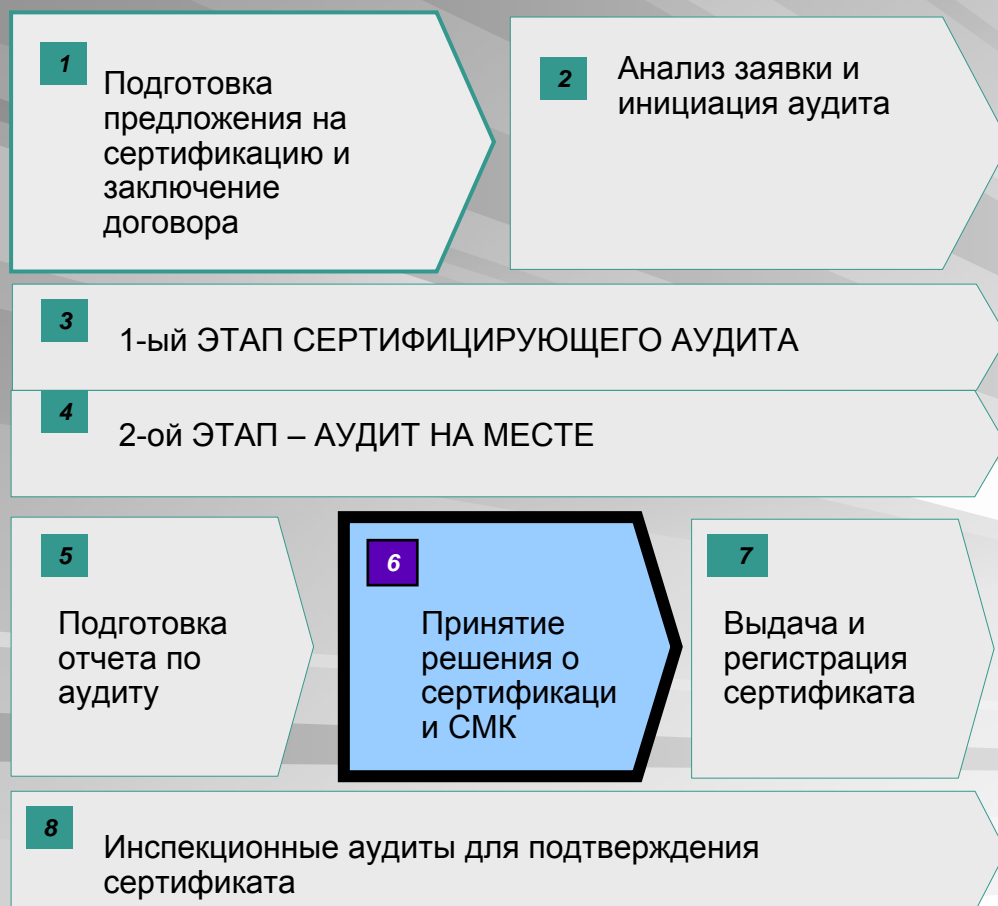 1
Подготовка
предложения на
сертификацию и
заключение
договора
2
Анализ заявки и
инициация аудита
3
1-ый ЭТАП СЕРТИФИЦИРУЮЩЕГО АУДИТА
4
2-ой ЭТАП – АУДИТ НА МЕСТЕ
5
Подготовка
отчета по
аудиту
6
Принятие
решения о
сертификаци
и СМК
7
Выдача и
регистрация
сертификата
8
Инспекционные аудиты для подтверждения
сертификата